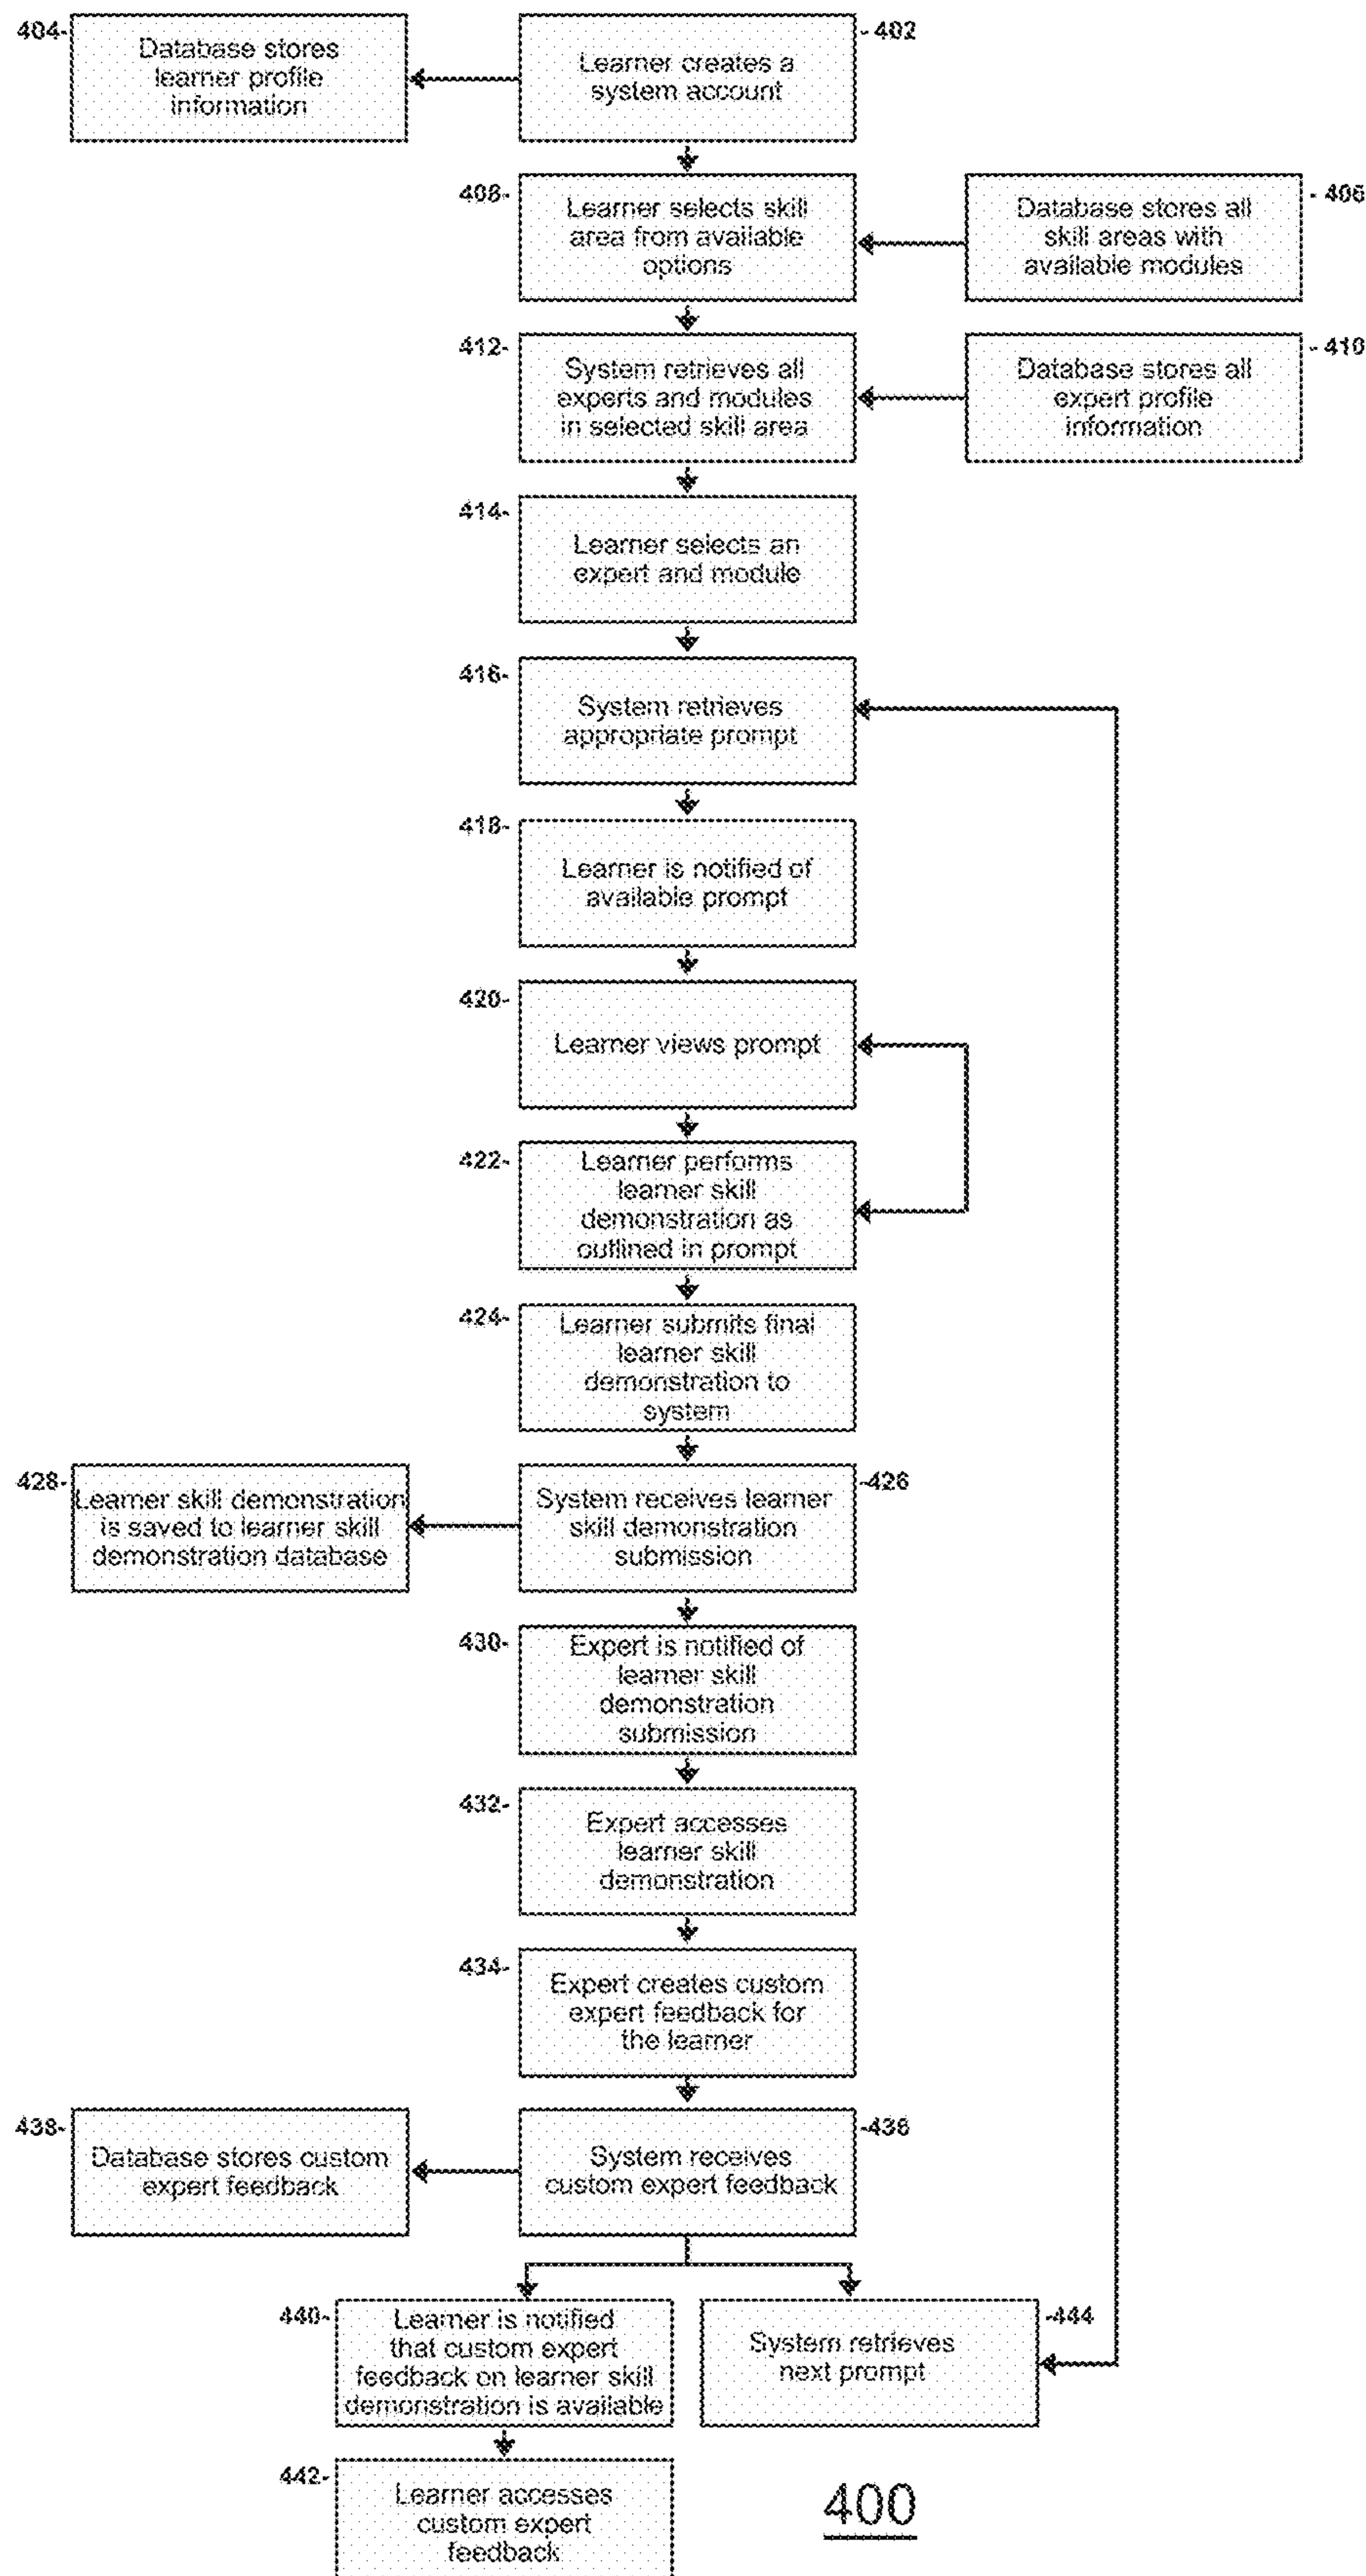 404-
Database stores
learner profile
information
- 402
Learner creates a
system account
408-
Learner selects skill
area from available
options
- 406
Database stores all
skill areas with
available modules
412-
System retrieves all
experts and modules
in selected skill area
- 410
Database stores all
expert profile
information
414-
Learner selects an
expert and module
416-
System retrieves
appropriate prompt
418-
Learner is notified of
available prompt
420-
Learner views prompt
422-
Learner performs
learner skill
demonstration as
outlined in prompt
424-
Learner submits final
learner skill
demonstration to
system
428-
Learner skill demonstration
is saved to learner skill
demonstration database
-426
System receives learner
skill demonstration
submission
430-
Expert is notified of
learner skill
demonstration
submission
432-
Expert accesses
learner skill
demonstration
434-
Expert creates custom
expert feedback for
the learner
438-
Database stores custom
expert feedback
-436
System receives
custom expert feedback
440-
Learner is notified
that custom expert
feedback on learner skill
demonstration is available
-444
System retrieves
next prompt
442-
Learner accesses
custom expert
feedback
400